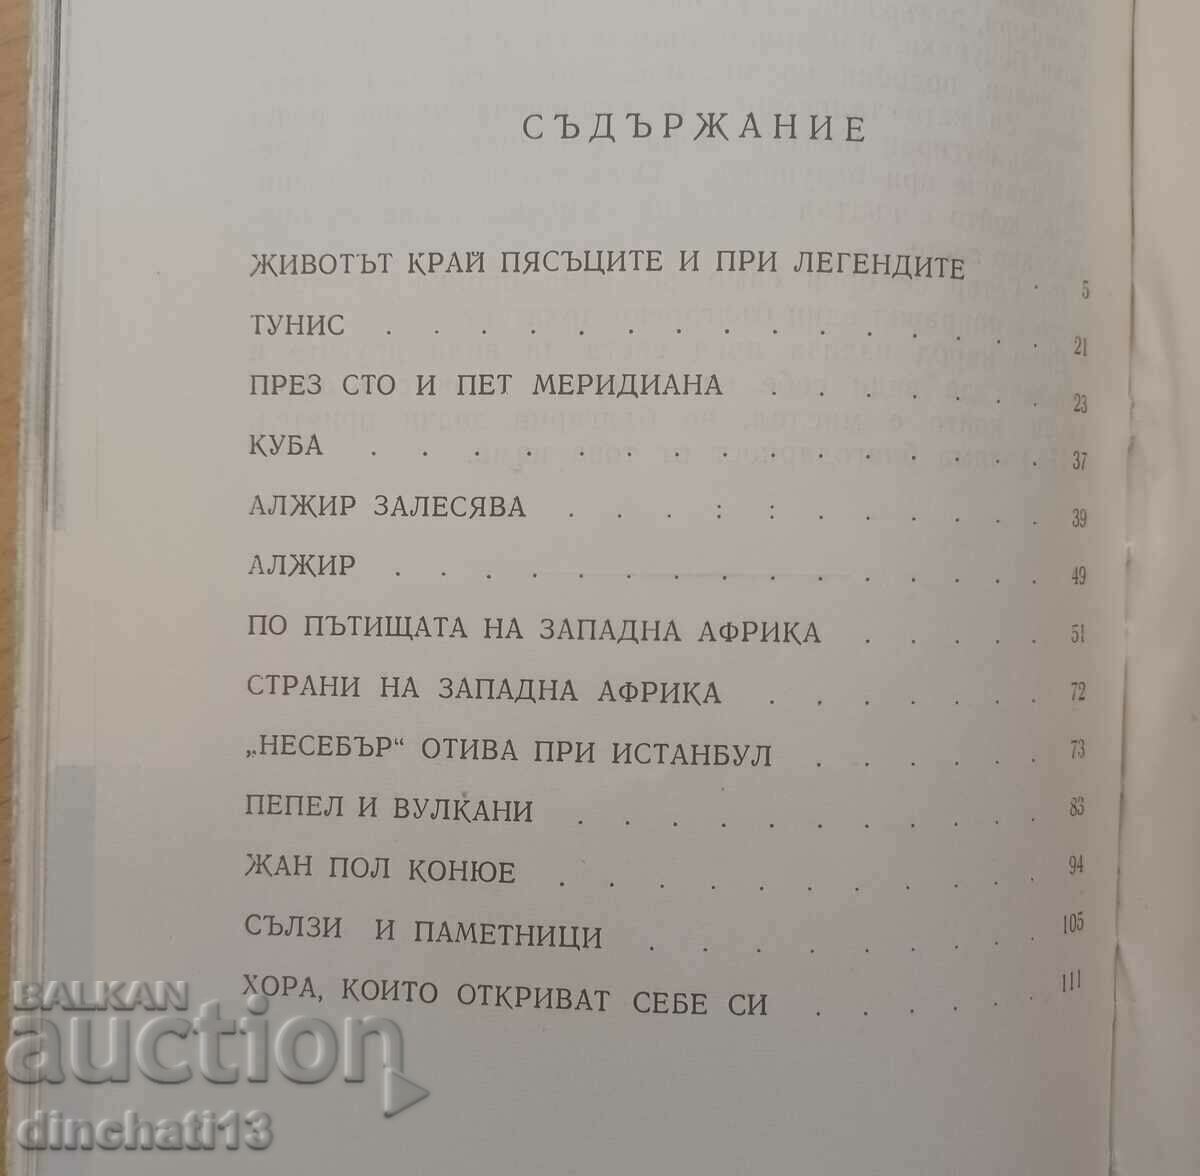 СЪДЪРЖАНИЕ
ЖИВОТЪТ КРАЙ ПЯСЪЦИТЕ И ПРИ ЛЕГЕНДИТЕ . 5
ТУНИС . . . . . . . . . . . . . . . 21
ПРЕЗ СТО И ПЕТ МЕРИДИАНА . . . . . . . 23
КУБА . . . . . . . . . . . . . . . 37
АЛЖИР ЗАЛЕСЯВА . . . : : . . . . . . 39
АЛЖИР . . . . . . . . . . . . . . . 49
ПО ПЪТИЩАТА НА ЗАПАДНА АФРИКА . . . . . 51
СТРАНИ НА ЗАПАДНА АФРИКА . . . . . . 72
„НЕСЕБЪР“ ОТИВА ПРИ ИСТАНБУЛ . . . . . 73
ПЕПЕЛ И ВУЛКАНИ . . . . . . . . . . 83
ЖАН ПОЛ КОНЮЕ . . . . . . . . . . . 94
СЪЛЗИ И ПАМЕТНИЦИ . . . . . . . . . 105
ХОРА, КОИТО ОТКРИВАТ СЕБЕ СИ . . . . . 111
BALKAN
auction
dinchati13